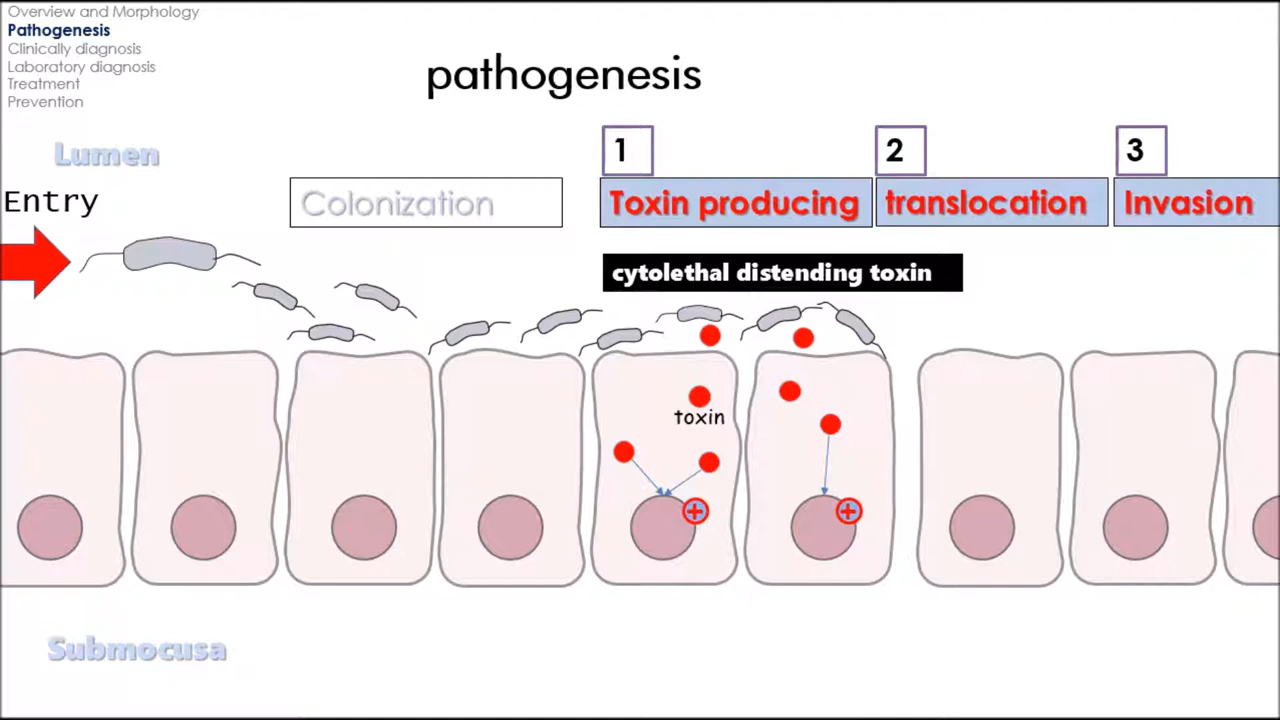 Overview and Morphology
Pathogenesis
Clinically diagnosis
Laboratory diagnosis
Treatment
Prevention
pathogenesis
Lumen
1
2
3
Entry
Colonization
Toxin producing
translocation
Invasion
cytolethal distending toxin
toxin
Submocusa